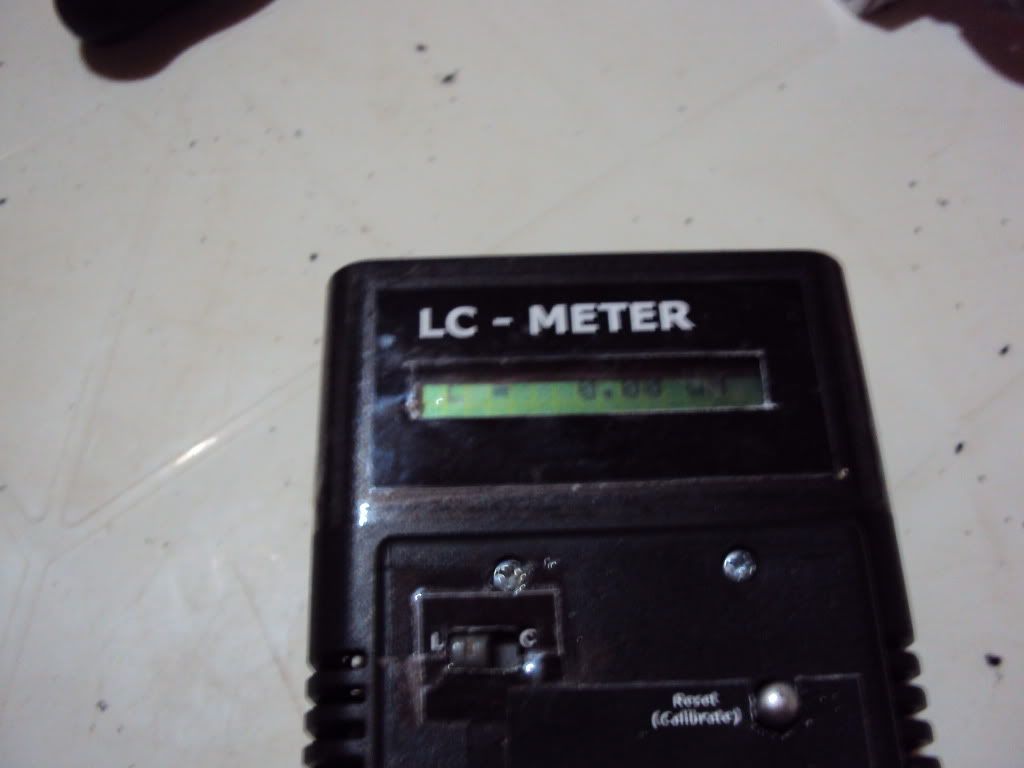 LC - METER
= 0.00
L C
Reset
(Calibrate)